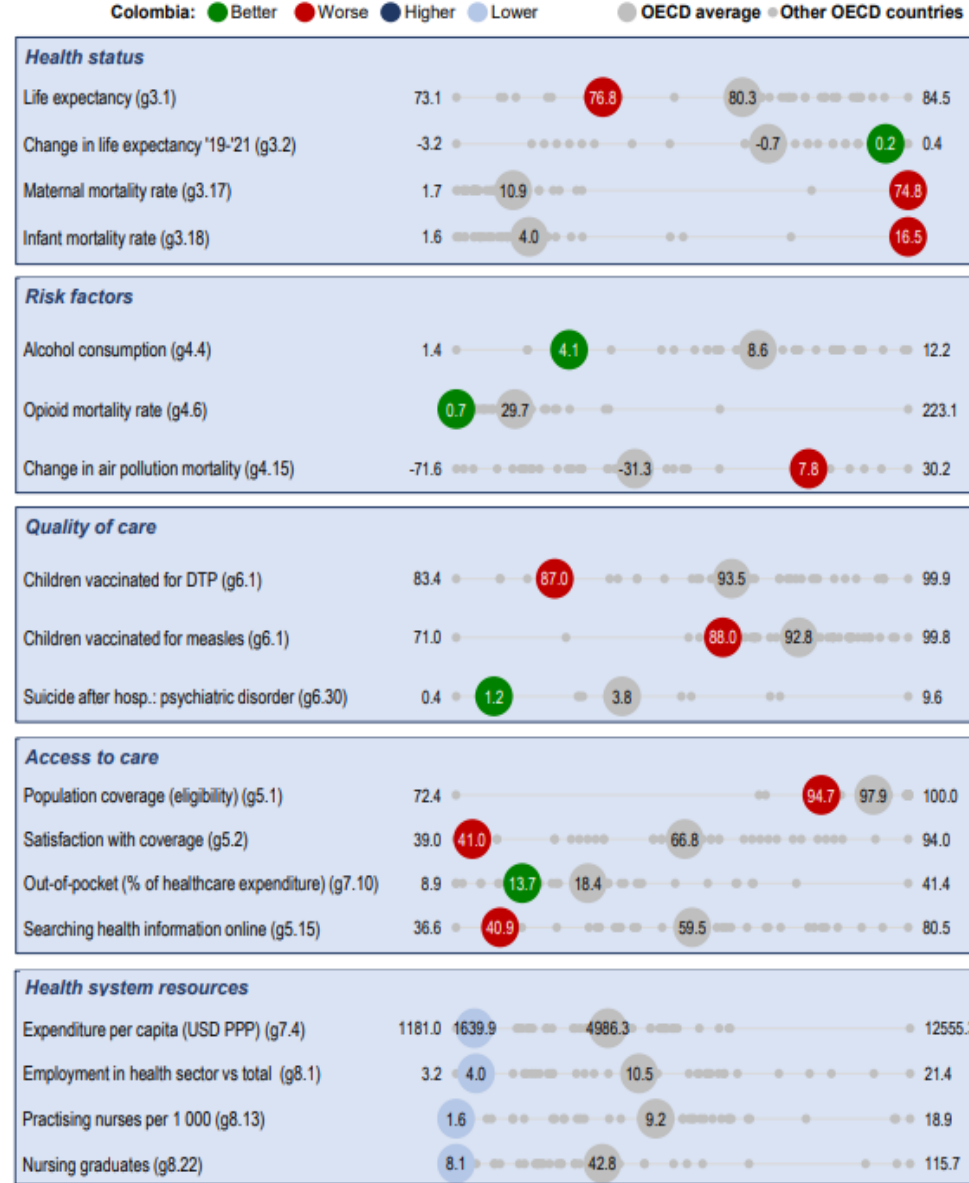 Colombia: Better Worse Higher Lower OECD average Other OECD countries
Health status
Life expectancy (g3.1) 73.1 76.8 80.3 84.5
Change in life expectancy '19-'21 (g3.2) -3.2 -0.7 0.2 0.4
Maternal mortality rate (g3.17) 1.7 10.9 74.8
Infant mortality rate (g3.18) 1.6 4.0 16.5
Risk factors
Alcohol consumption (g4.4) 1.4 4.1 8.6 12.2
Opioid mortality rate (g4.6) 0.7 29.7 223.1
Change in air pollution mortality (g4.15) -71.6 -31.3 7.8 30.2
Quality of care
Children vaccinated for DTP (g6.1) 83.4 87.0 93.5 99.9
Children vaccinated for measles (g6.1) 71.0 88.0 92.8 99.8
Suicide after hosp.: psychiatric disorder (g6.30) 0.4 1.2 3.8 9.6
Access to care
Population coverage (eligibility) (g5.1) 72.4 94.7 97.9 100.0
Satisfaction with coverage (g5.2) 39.0 41.0 66.8 94.0
Out-of-pocket (% of healthcare expenditure) (g7.10) 8.9 13.7 18.4 41.4
Searching health information online (g5.15) 36.6 40.9 59.5 80.5
Health system resources
Expenditure per capita (USD PPP) (g7.4) 1181.0 1639.9 4986.3
Employment in health sector vs total (g8.1) 3.2 4.0 10.5 21.4
Practising nurses per 1 000 (g8.13) 1.6 9.2 18.9
Nursing graduates (g8.22) 8.1 42.8 115.7